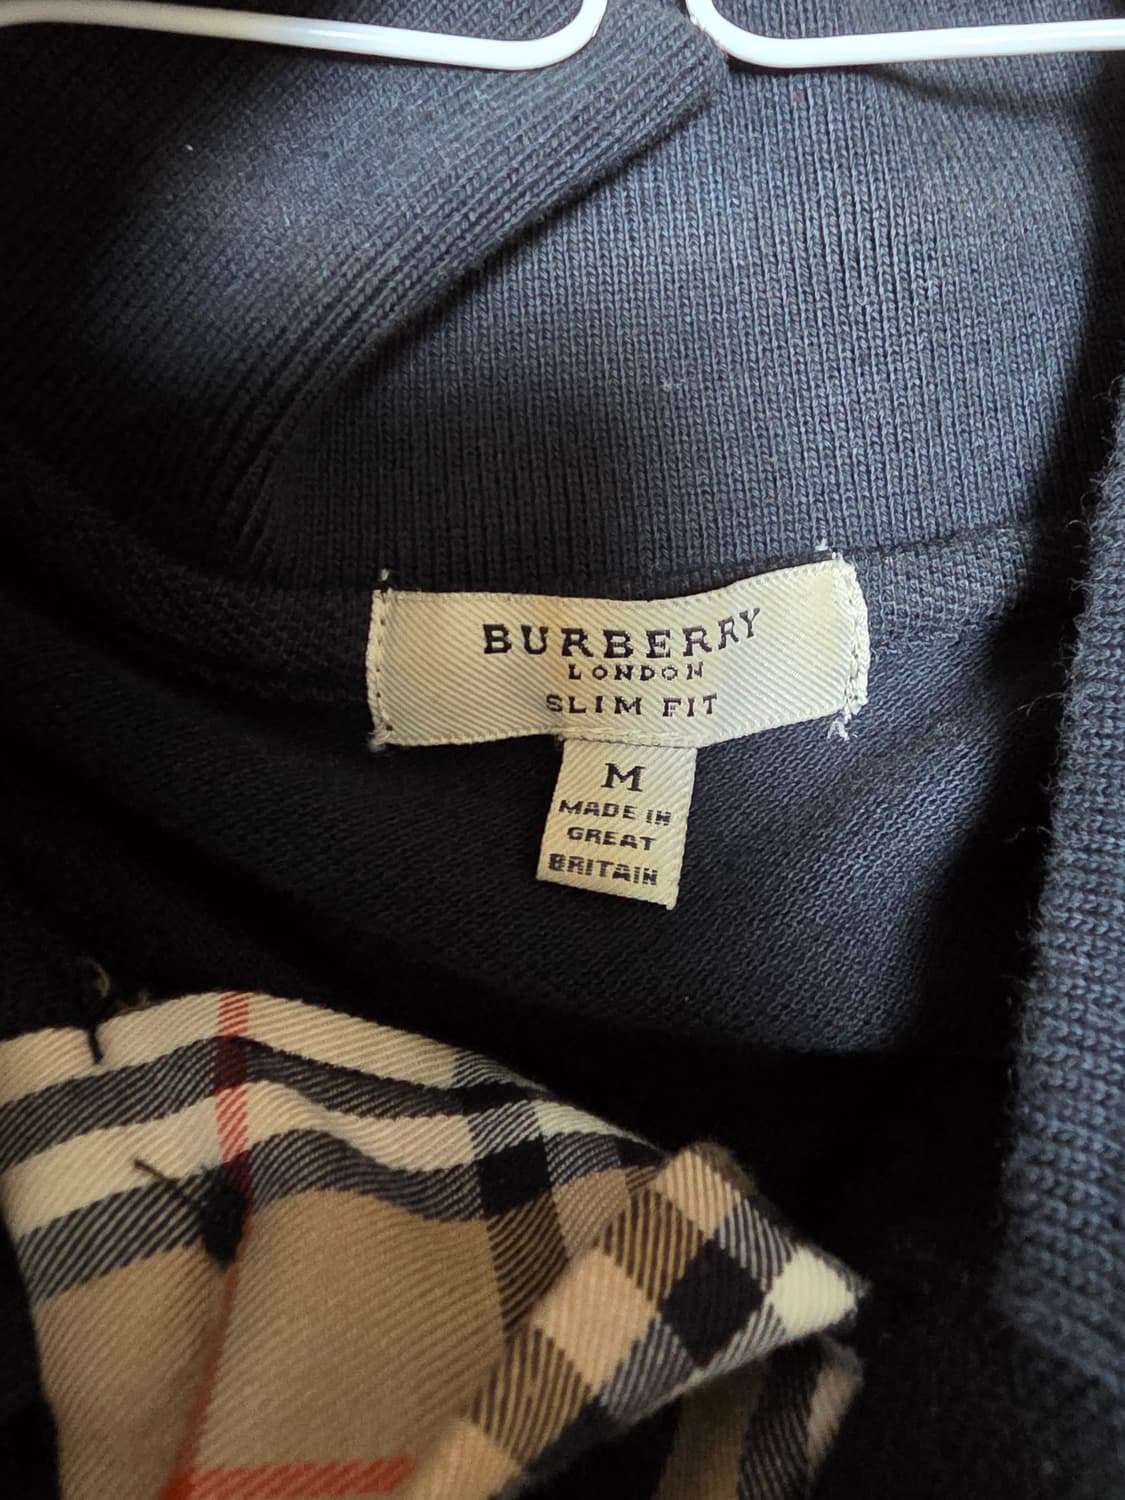 BURBERRY
LONDON
SLIM FIT
M
MADE IN
GREAT
BRITAIN